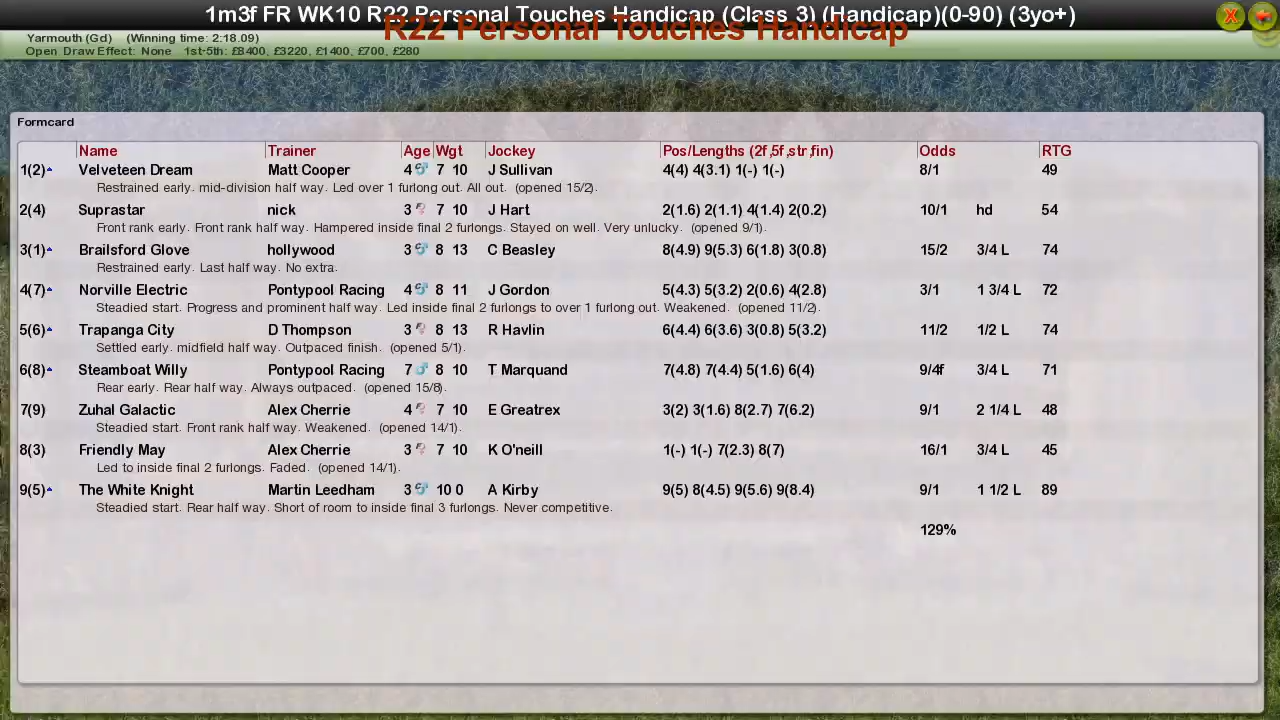 1m3f FR WK10 R22 Personal Touches Handicap (Class 3) (Handicap)(0-90) (3yo+)
R22 Personal Touches Handicap
Yarmouth (Gd) (Winning time: 2:18.09)
Open Draw Effect: None 1st-5th: £8400, £3220, £1400, £700, £280
Formcard
Name Trainer Age Wgt Jockey Pos/Lengths (2f,5f,str,fin) Odds RTG
1(2) Velveteen Dream Matt Cooper 4 7 10 J Sullivan 4(4) 4(3.1) 1(-) 1(-) 8/1 49
Restrained early. mid-division half way. Led over 1 furlong out. All out. (opened 15/2).
2(4) Suprastar nick 3 7 10 J Hart 2(1.6) 2(1.1) 4(1.4) 2(0.2) 10/1 hd 54
Front rank early. Front rank half way. Hampered inside final 2 furlongs. Stayed on well. Very unlucky. (opened 9/1).
3(1) Brailsford Glove hollywood 3 8 13 C Beasley 8(4.9) 9(5.3) 6(1.8) 3(0.8) 15/2 3/4 L 74
Restrained early. Last half way. No extra.
4(7) Norville Electric Pontypool Racing 4 8 11 J Gordon 5(4.3) 5(3.2) 2(0.6) 4(2.8) 3/1 1 3/4 L 72
Steadied start. Progress and prominent half way. Led inside final 2 furlongs to over 1 furlong out. Weakened. (opened 11/2).
5(6) Trapanga City D Thompson 3 8 13 R Havlin 6(4.4) 6(3.6) 3(0.8) 5(3.2) 11/2 1/2 L 74
Settled early. midfield half way. Outpaced finish. (opened 5/1).
6(8) Steamboat Willy Pontypool Racing 7 8 10 T Marquand 7(4.8) 7(4.4) 5(1.6) 6(4) 9/4f 3/4 L 71
Rear early. Rear half way. Always outpaced. (opened 15/8).
7(9) Zuhal Galactic Alex Cherrie 4 7 10 E Greatrex 3(2) 3(1.6) 8(2.7) 7(6.2) 9/1 2 1/4 L 48
Steadied start. Front rank half way. Weakened. (opened 14/1).
8(3) Friendly May Alex Cherrie 3 7 10 K O'neill 1(-) 1(-) 7(2.3) 8(7) 16/1 3/4 L 45
Led to inside final 2 furlongs. Faded. (opened 14/1).
9(5) The White Knight Martin Leedham 3 10 0 A Kirby 9(5) 8(4.5) 9(5.6) 9(8.4) 9/1 1 1/2 L 89
Steadied start. Rear half way. Short of room to inside final 3 furlongs. Never competitive.
129%